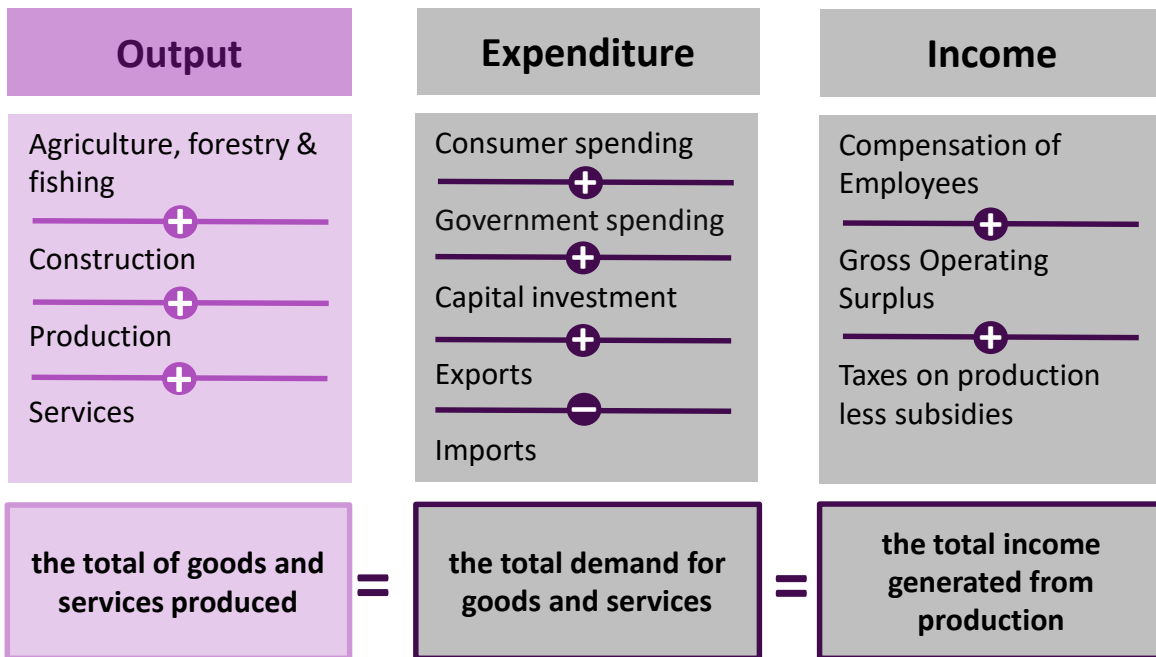 Output
Agriculture, forestry &
fishing
+
Construction
+
Production
+
Services
the total of goods and
services produced
=
Expenditure
Consumer spending
+
Government spending
+
Capital investment
+
Exports
−
Imports
the total demand for
goods and services
=
Income
Compensation of
Employees
+
Gross Operating
Surplus
+
Taxes on production
less subsidies
the total income
generated from
production